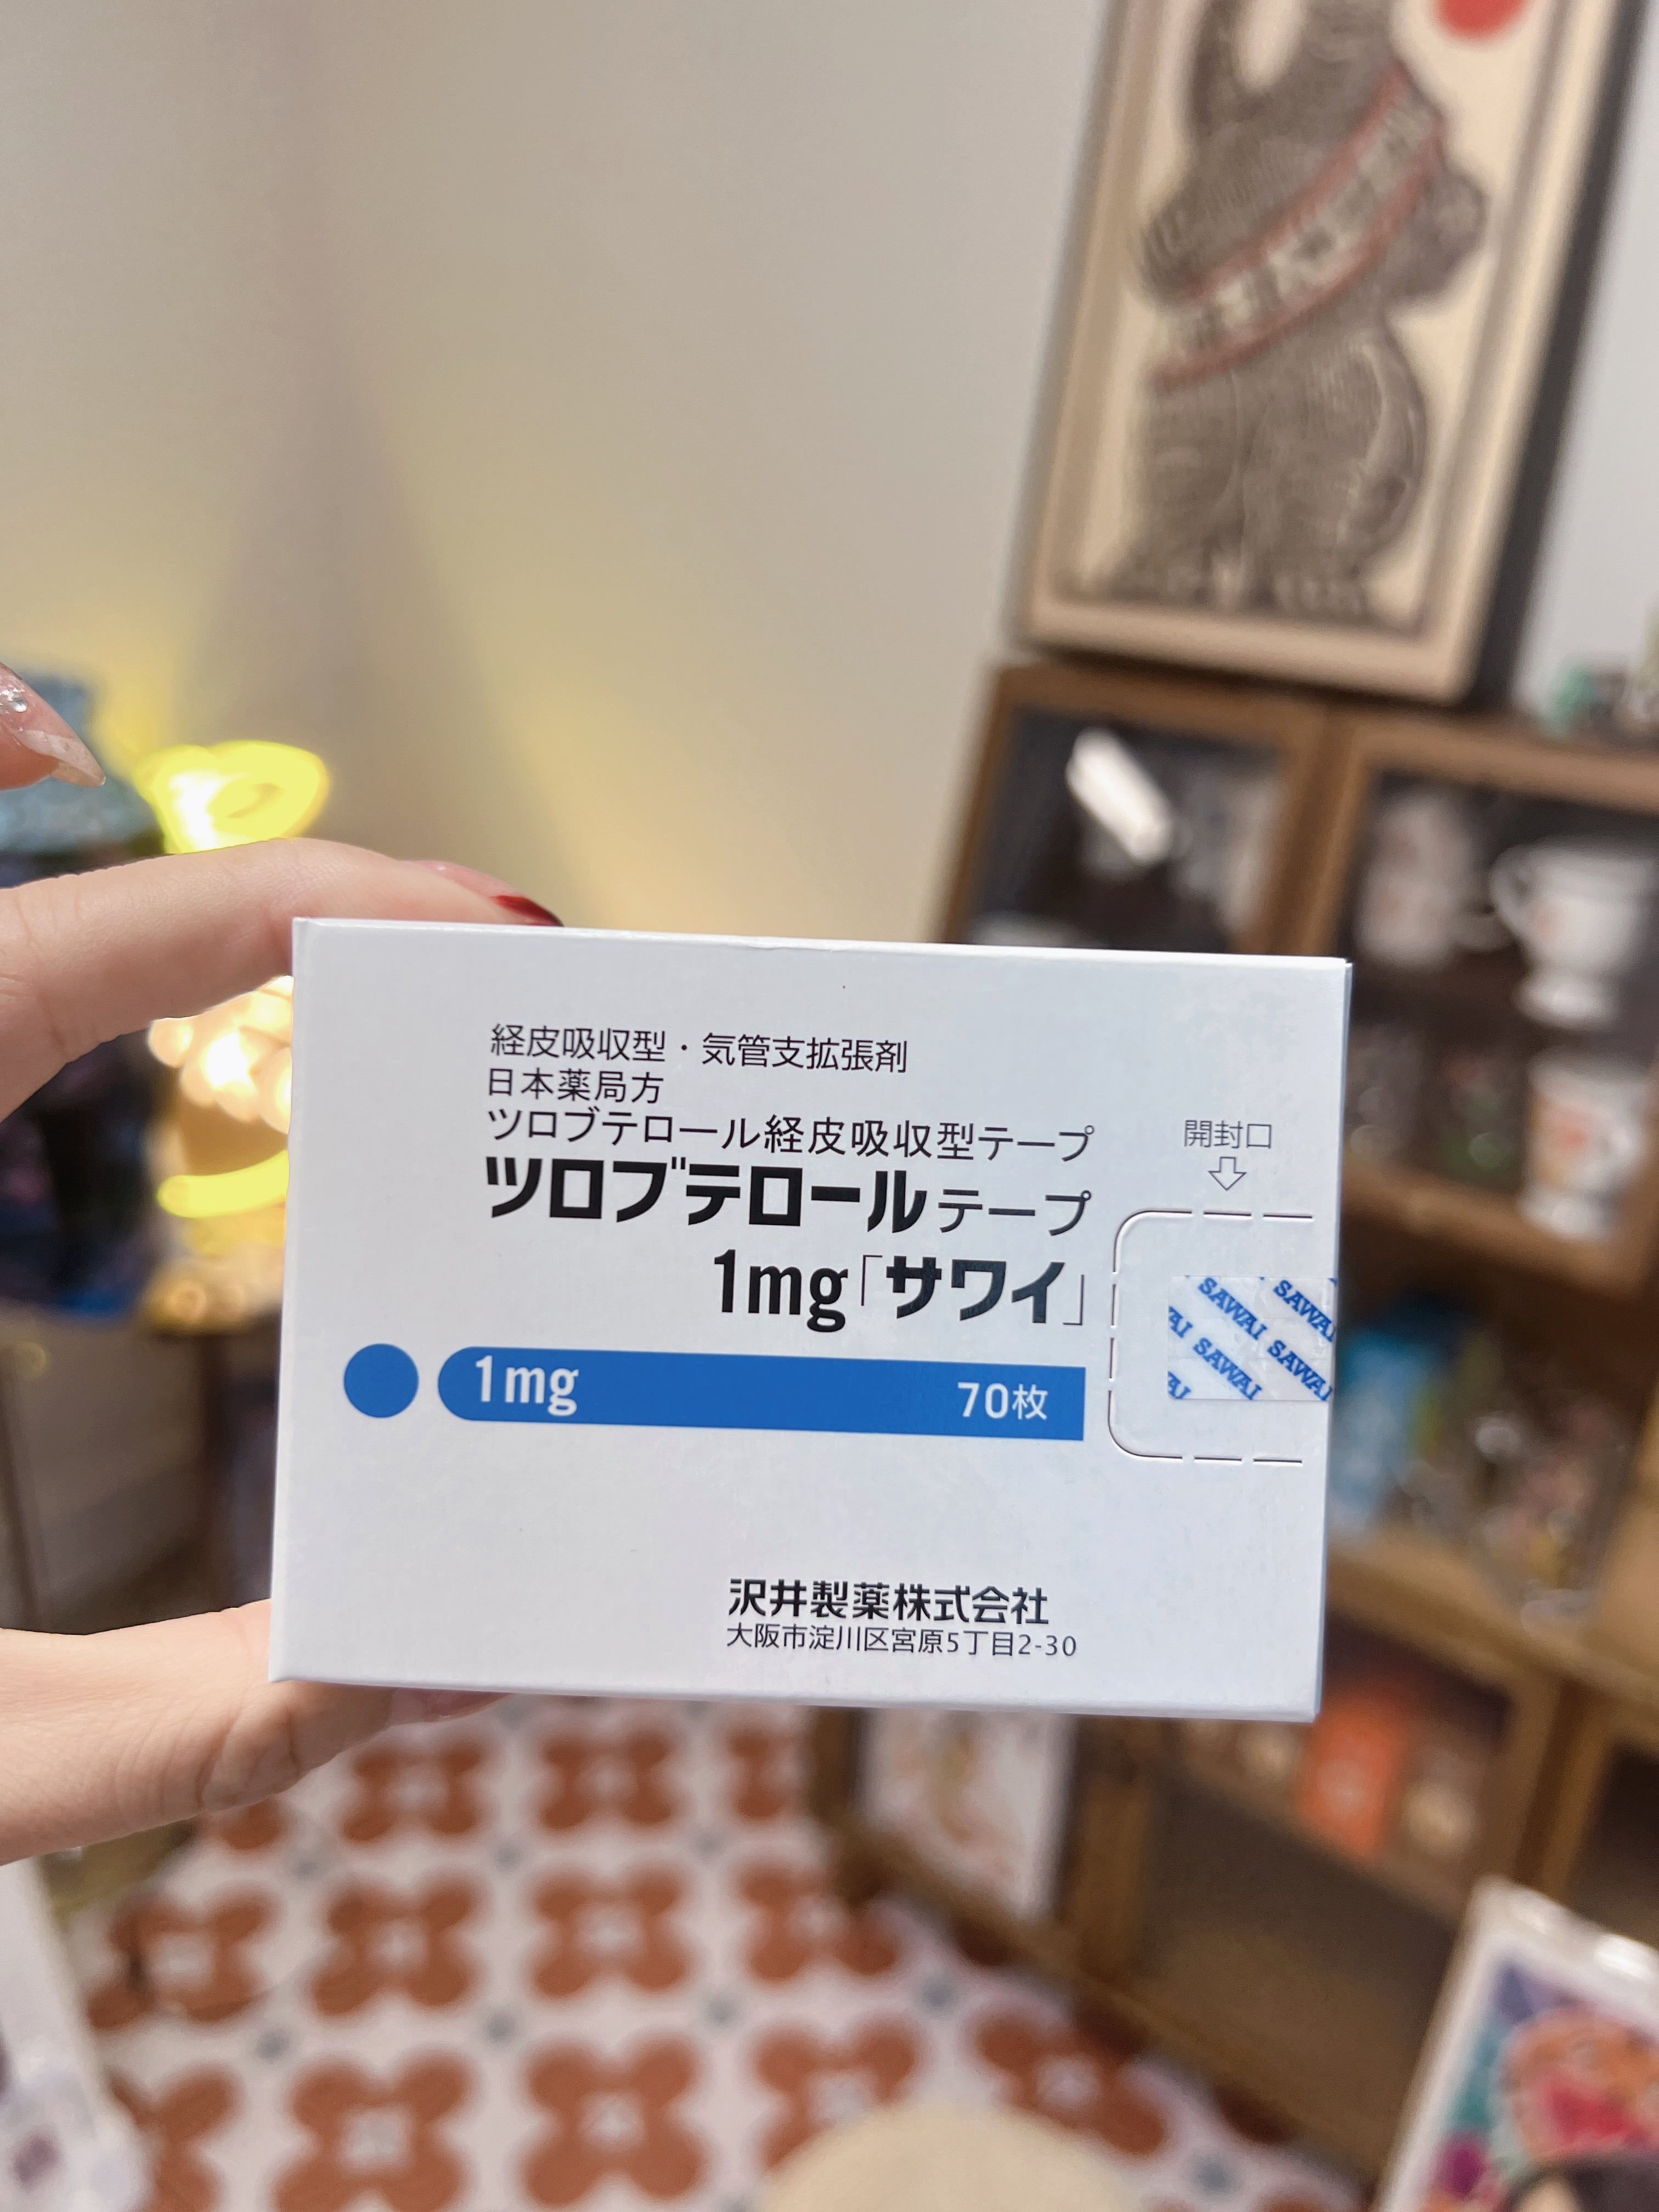 経皮吸収型・気管支拡張剤
日本薬局方
ツロブテロール経皮吸収型テープ
ツロブテロールテープ
1mg「サワイ」
開封口
SAWAI SAWAI
AI SAWAI SAWAI
AI
1mg 70枚
沢井製薬株式会社
大阪市淀川区宮原5丁目2-30